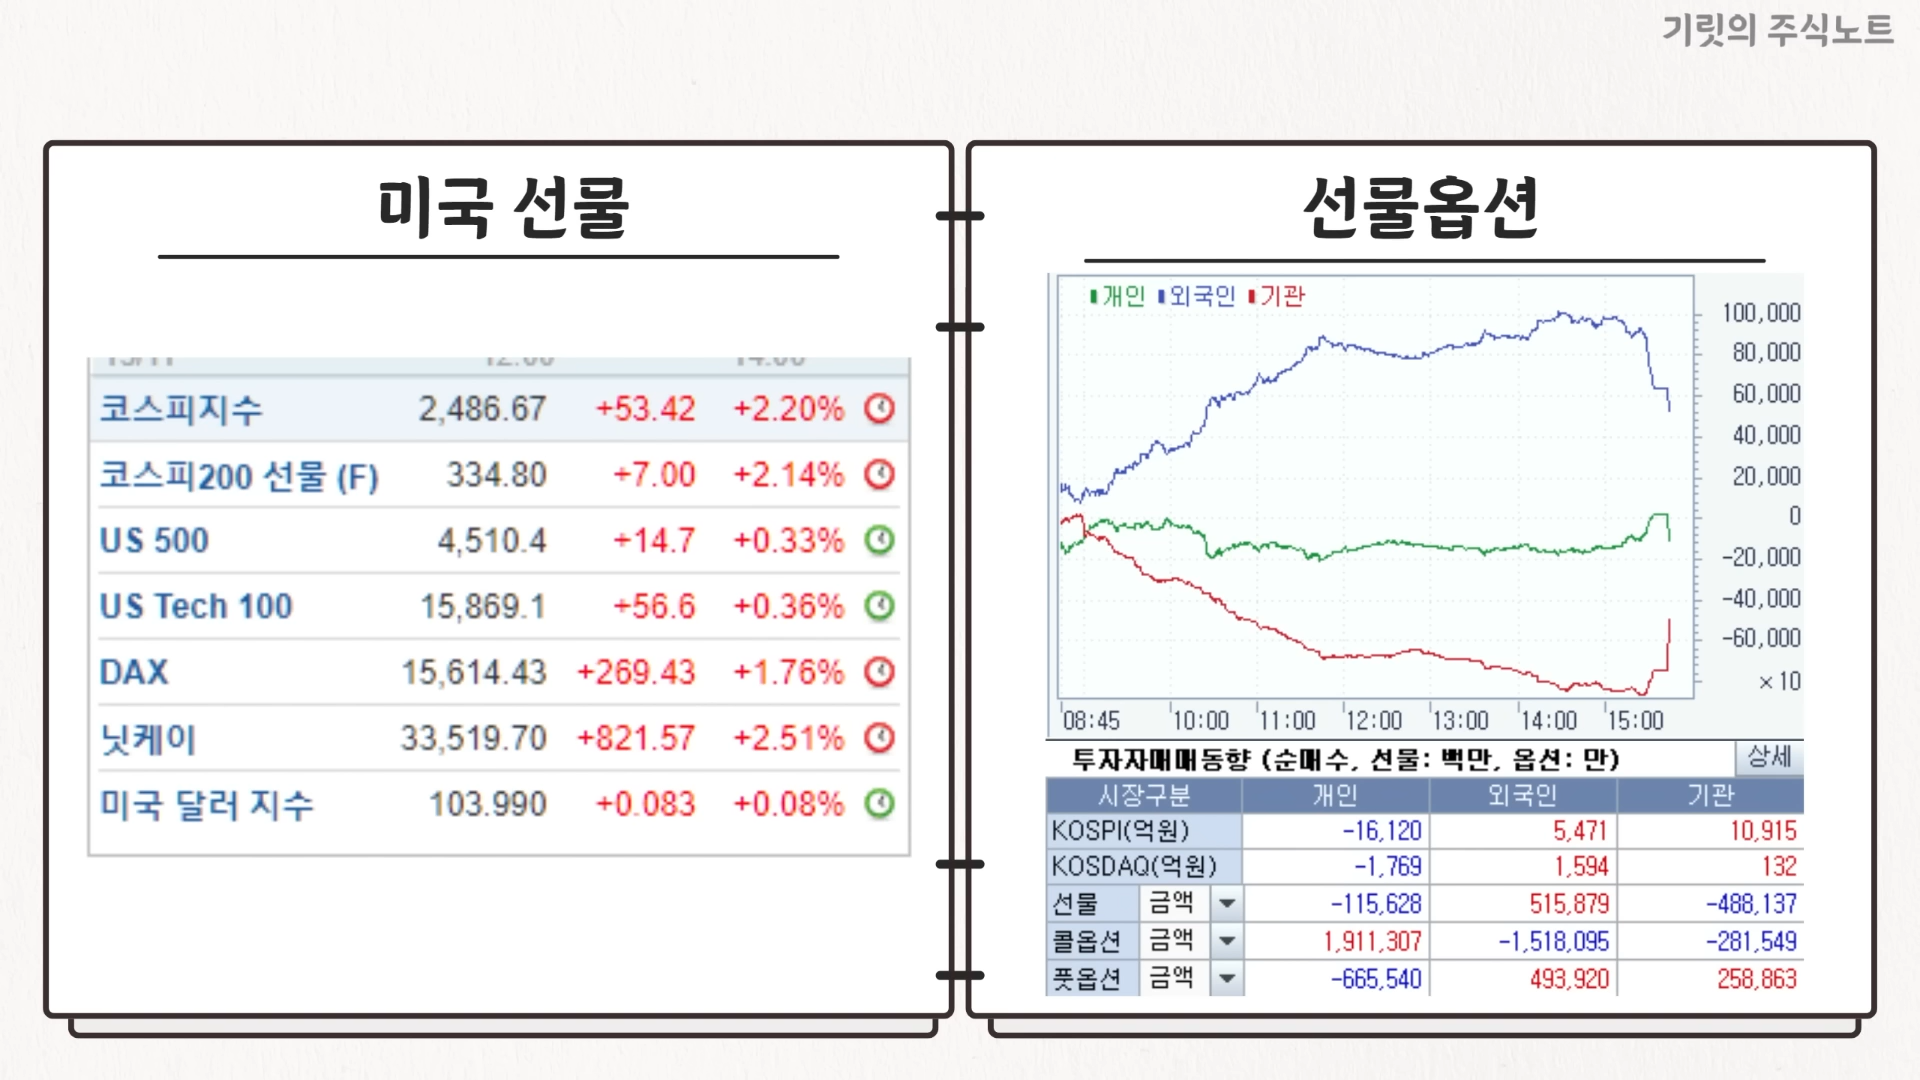 기릿의 주식노트
미국 선물
코스피지수 2,486.67 +53.42 +2.20%
코스피200 선물 (F) 334.80 +7.00 +2.14%
US 500 4,510.4 +14.7 +0.33%
US Tech 100 15,869.1 +56.6 +0.36%
DAX 15,614.43 +269.43 +1.76%
닛케이 33,519.70 +821.57 +2.51%
미국 달러 지수 103.990 +0.083 +0.08%
선물옵션
개인 외국인 기관
100,000
80,000
60,000
40,000
20,000
0
-20,000
-40,000
-60,000
×10
08:45 10:00 11:00 12:00 13:00 14:00 15:00
투자자매매동향 (순매수, 선물: 백만, 옵션: 만) 상세
시장구분 개인 외국인 기관
KOSPI(억원) -16,120 5,471 10,915
KOSDAQ(억원) -1,769 1,594 132
선물 금액 -115,628 515,879 -488,137
콜옵션 금액 1,911,307 -1,518,095 -281,549
풋옵션 금액 -665,540 493,920 258,863